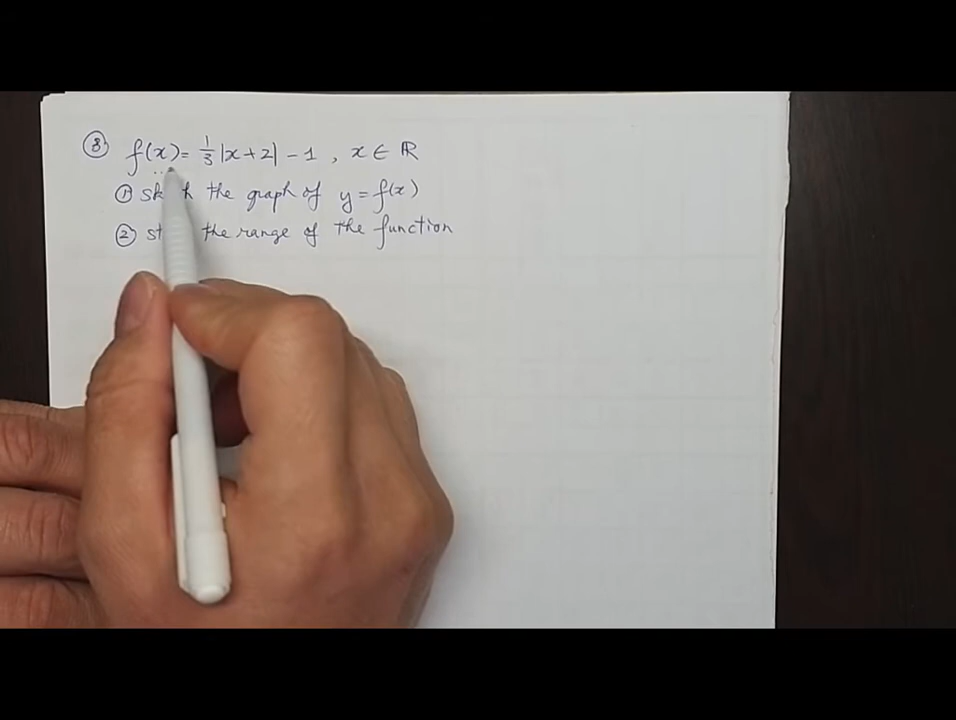 ⑧ f(x)= 1/3 |x+2| - 1 , x ∈ ℝ
① the graph of y = f(x)
② the range of the function